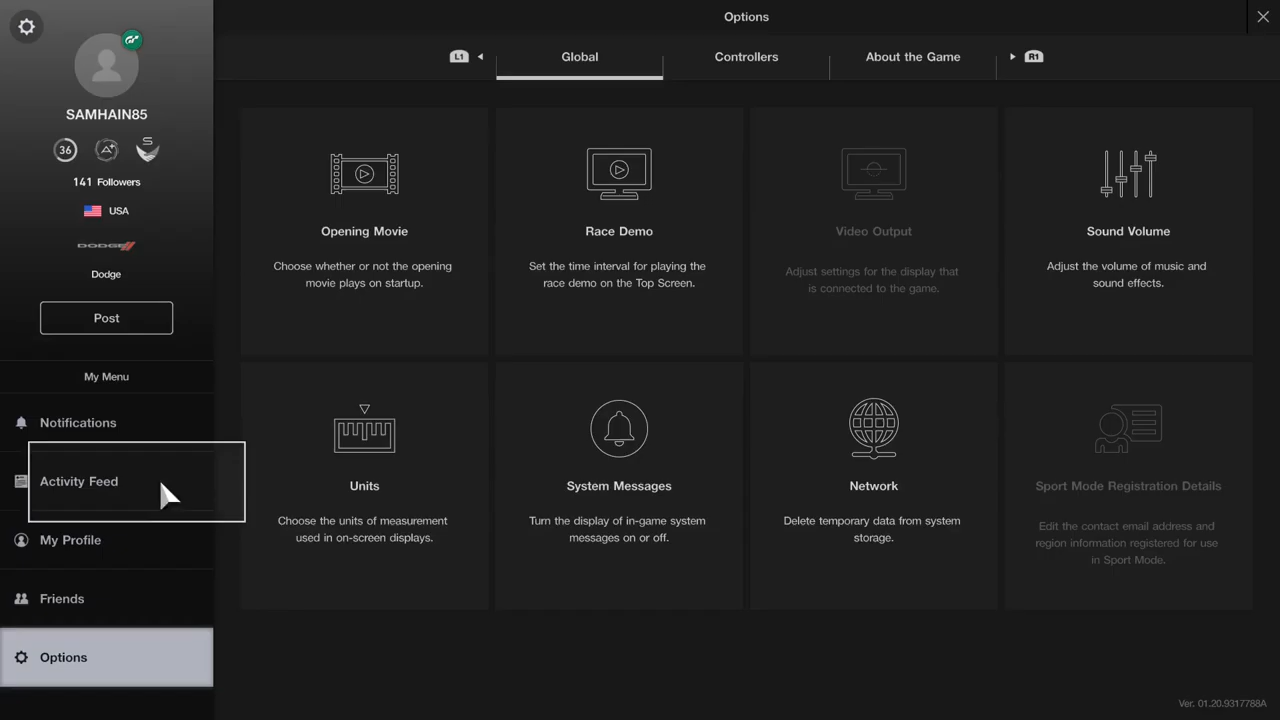 Options
L1
Global
Controllers
About the Game
R1
SAMHAIN85
36
A+
S
141 Followers
USA
DODGE
Dodge
Post
My Menu
Notifications
Activity Feed
My Profile
Friends
Options
Opening Movie
Choose whether or not the opening
movie plays on startup.
Race Demo
Set the time interval for playing the
race demo on the Top Screen.
Video Output
Adjust settings for the display that
is connected to the game.
Sound Volume
Adjust the volume of music and
sound effects.
Units
Choose the units of measurement
used in on-screen displays.
System Messages
Turn the display of in-game system
messages on or off.
Network
Delete temporary data from system
storage.
Sport Mode Registration Details
Edit the contact email address and
region information registered for use
in Sport Mode.
Ver. 01.20.9317788A